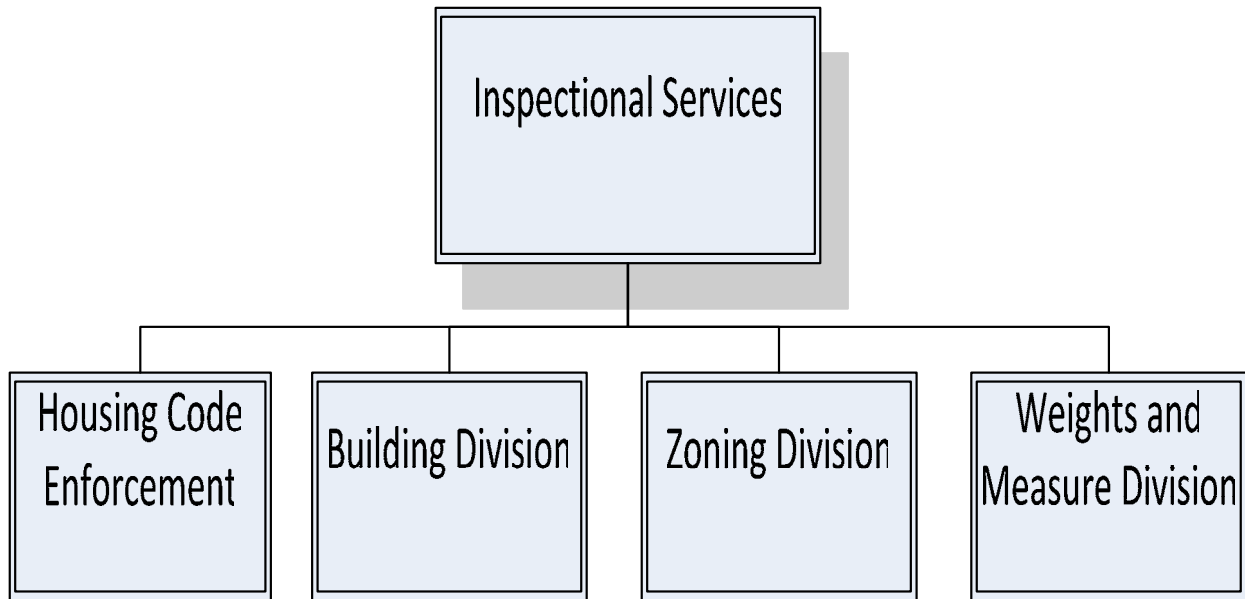 Inspectional Services
Housing Code
Enforcement
Building Division
Zoning Division
Weights and
Measure Division